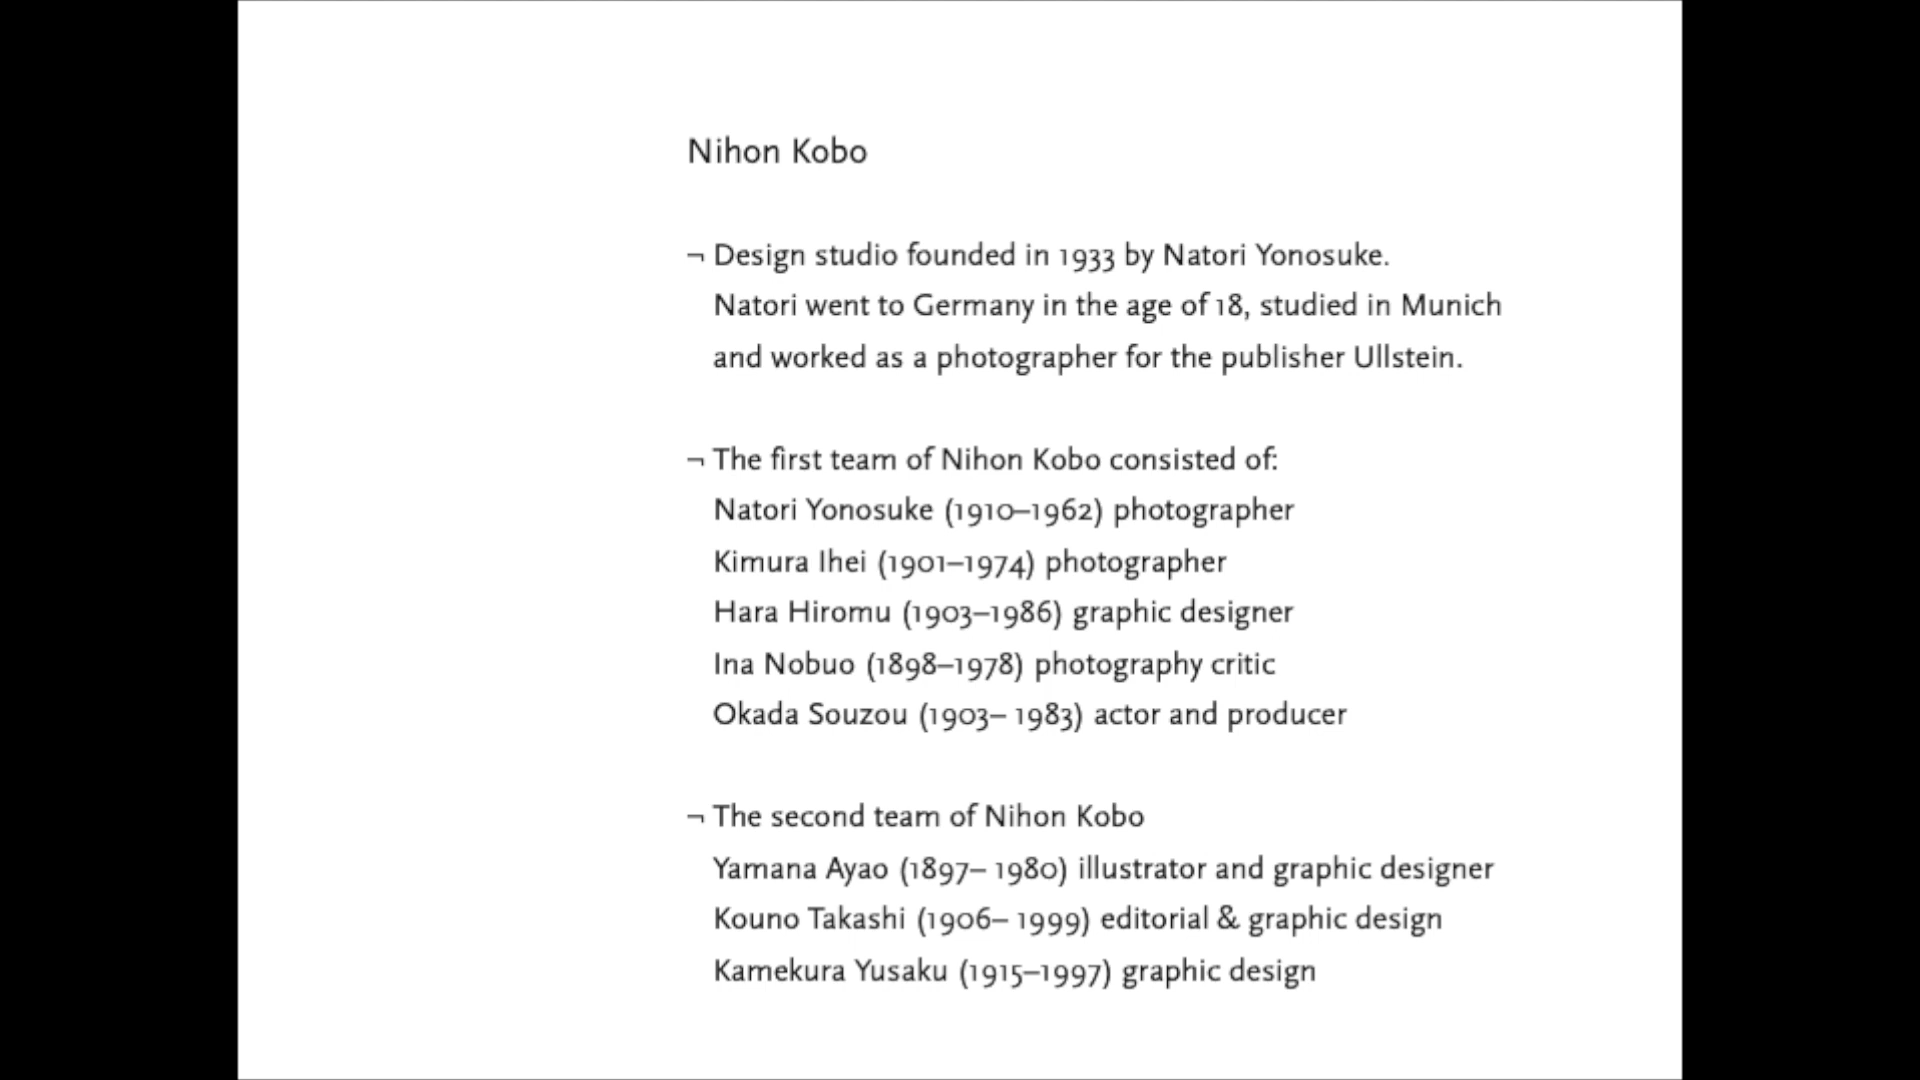 Nihon Kobo
¬ Design studio founded in 1933 by Natori Yonosuke.
Natori went to Germany in the age of 18, studied in Munich
and worked as a photographer for the publisher Ullstein.
¬ The first team of Nihon Kobo consisted of:
Natori Yonosuke (1910–1962) photographer
Kimura Ihei (1901–1974) photographer
Hara Hiromu (1903–1986) graphic designer
Ina Nobuo (1898–1978) photography critic
Okada Souzou (1903– 1983) actor and producer
¬ The second team of Nihon Kobo
Yamana Ayao (1897– 1980) illustrator and graphic designer
Kouno Takashi (1906– 1999) editorial & graphic design
Kamekura Yusaku (1915–1997) graphic design